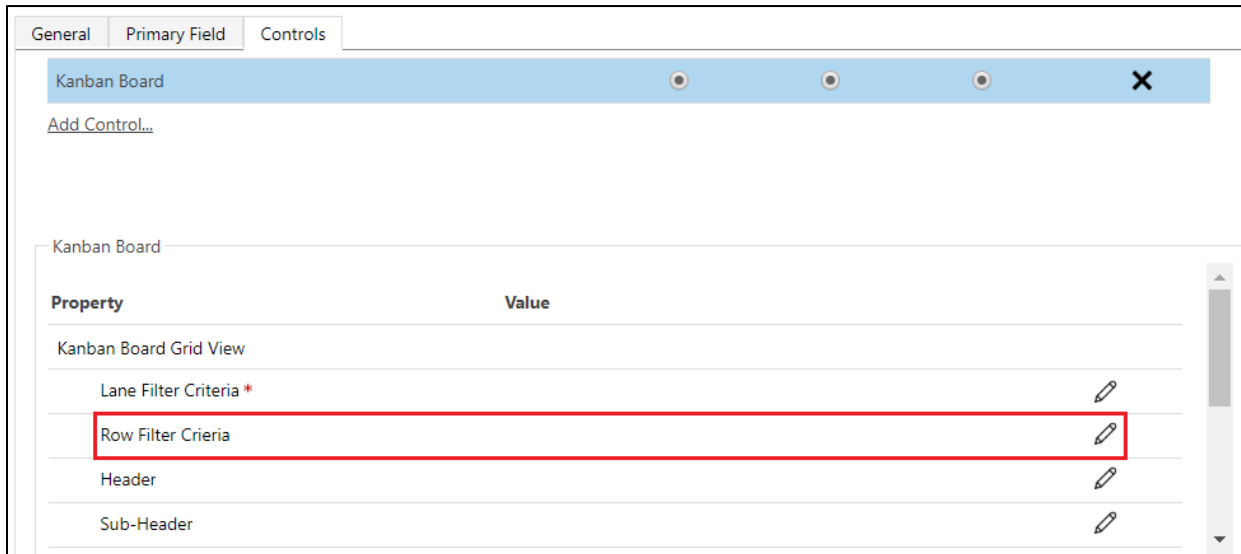 General Primary Field Controls
Kanban Board
Add Control...
Kanban Board
Property Value
Kanban Board Grid View
Lane Filter Criteria *
Row Filter Crieria
Header
Sub-Header